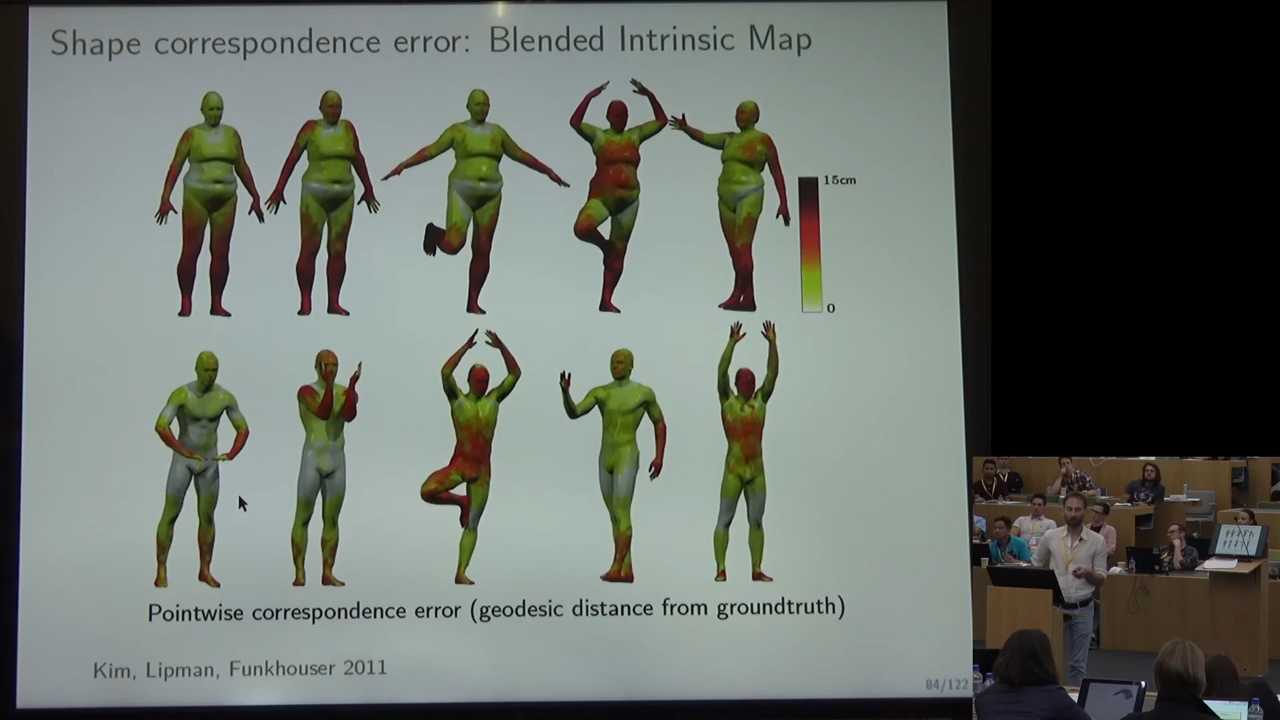 Shape correspondence error: Blended Intrinsic Map
15cm
0
Pointwise correspondence error (geodesic distance from groundtruth)
Kim, Lipman, Funkhouser 2011
84/122